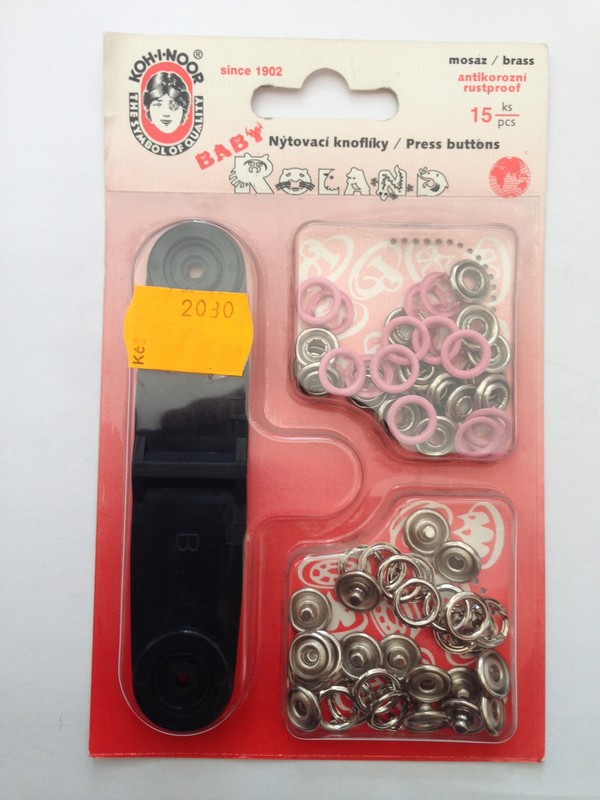 KOH-I-NOOR®
THE SYMBOL OF QUALITY
since 1902
mosaz / brass
antikorozní
rustproof
15 ks
pcs
BABY
Nýtovací knoflíky / Press buttons
ROLAND
2030
Kč
B